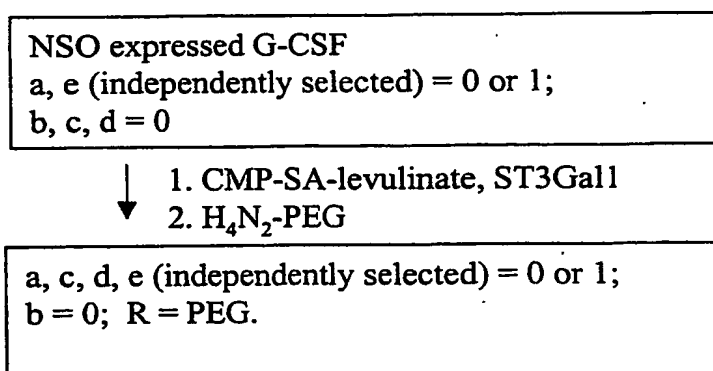 NSO expressed G-CSF
a, e (independently selected) = 0 or 1;
b, c, d = 0
1. CMP-SA-levulinate, ST3Gal1
2. H₄N₂-PEG
a, c, d, e (independently selected) = 0 or 1;
b = 0; R = PEG.